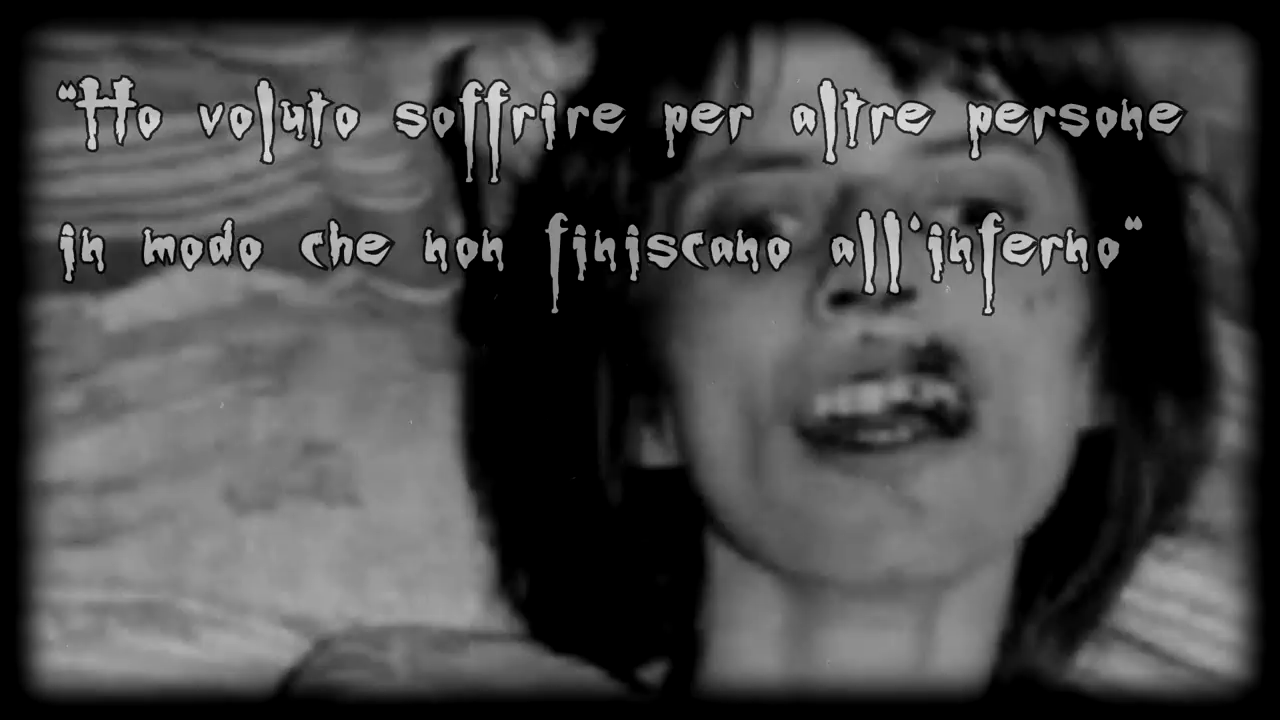 "Ho voluto soffrire per altre persone
in modo che non finiscano all'inferno"